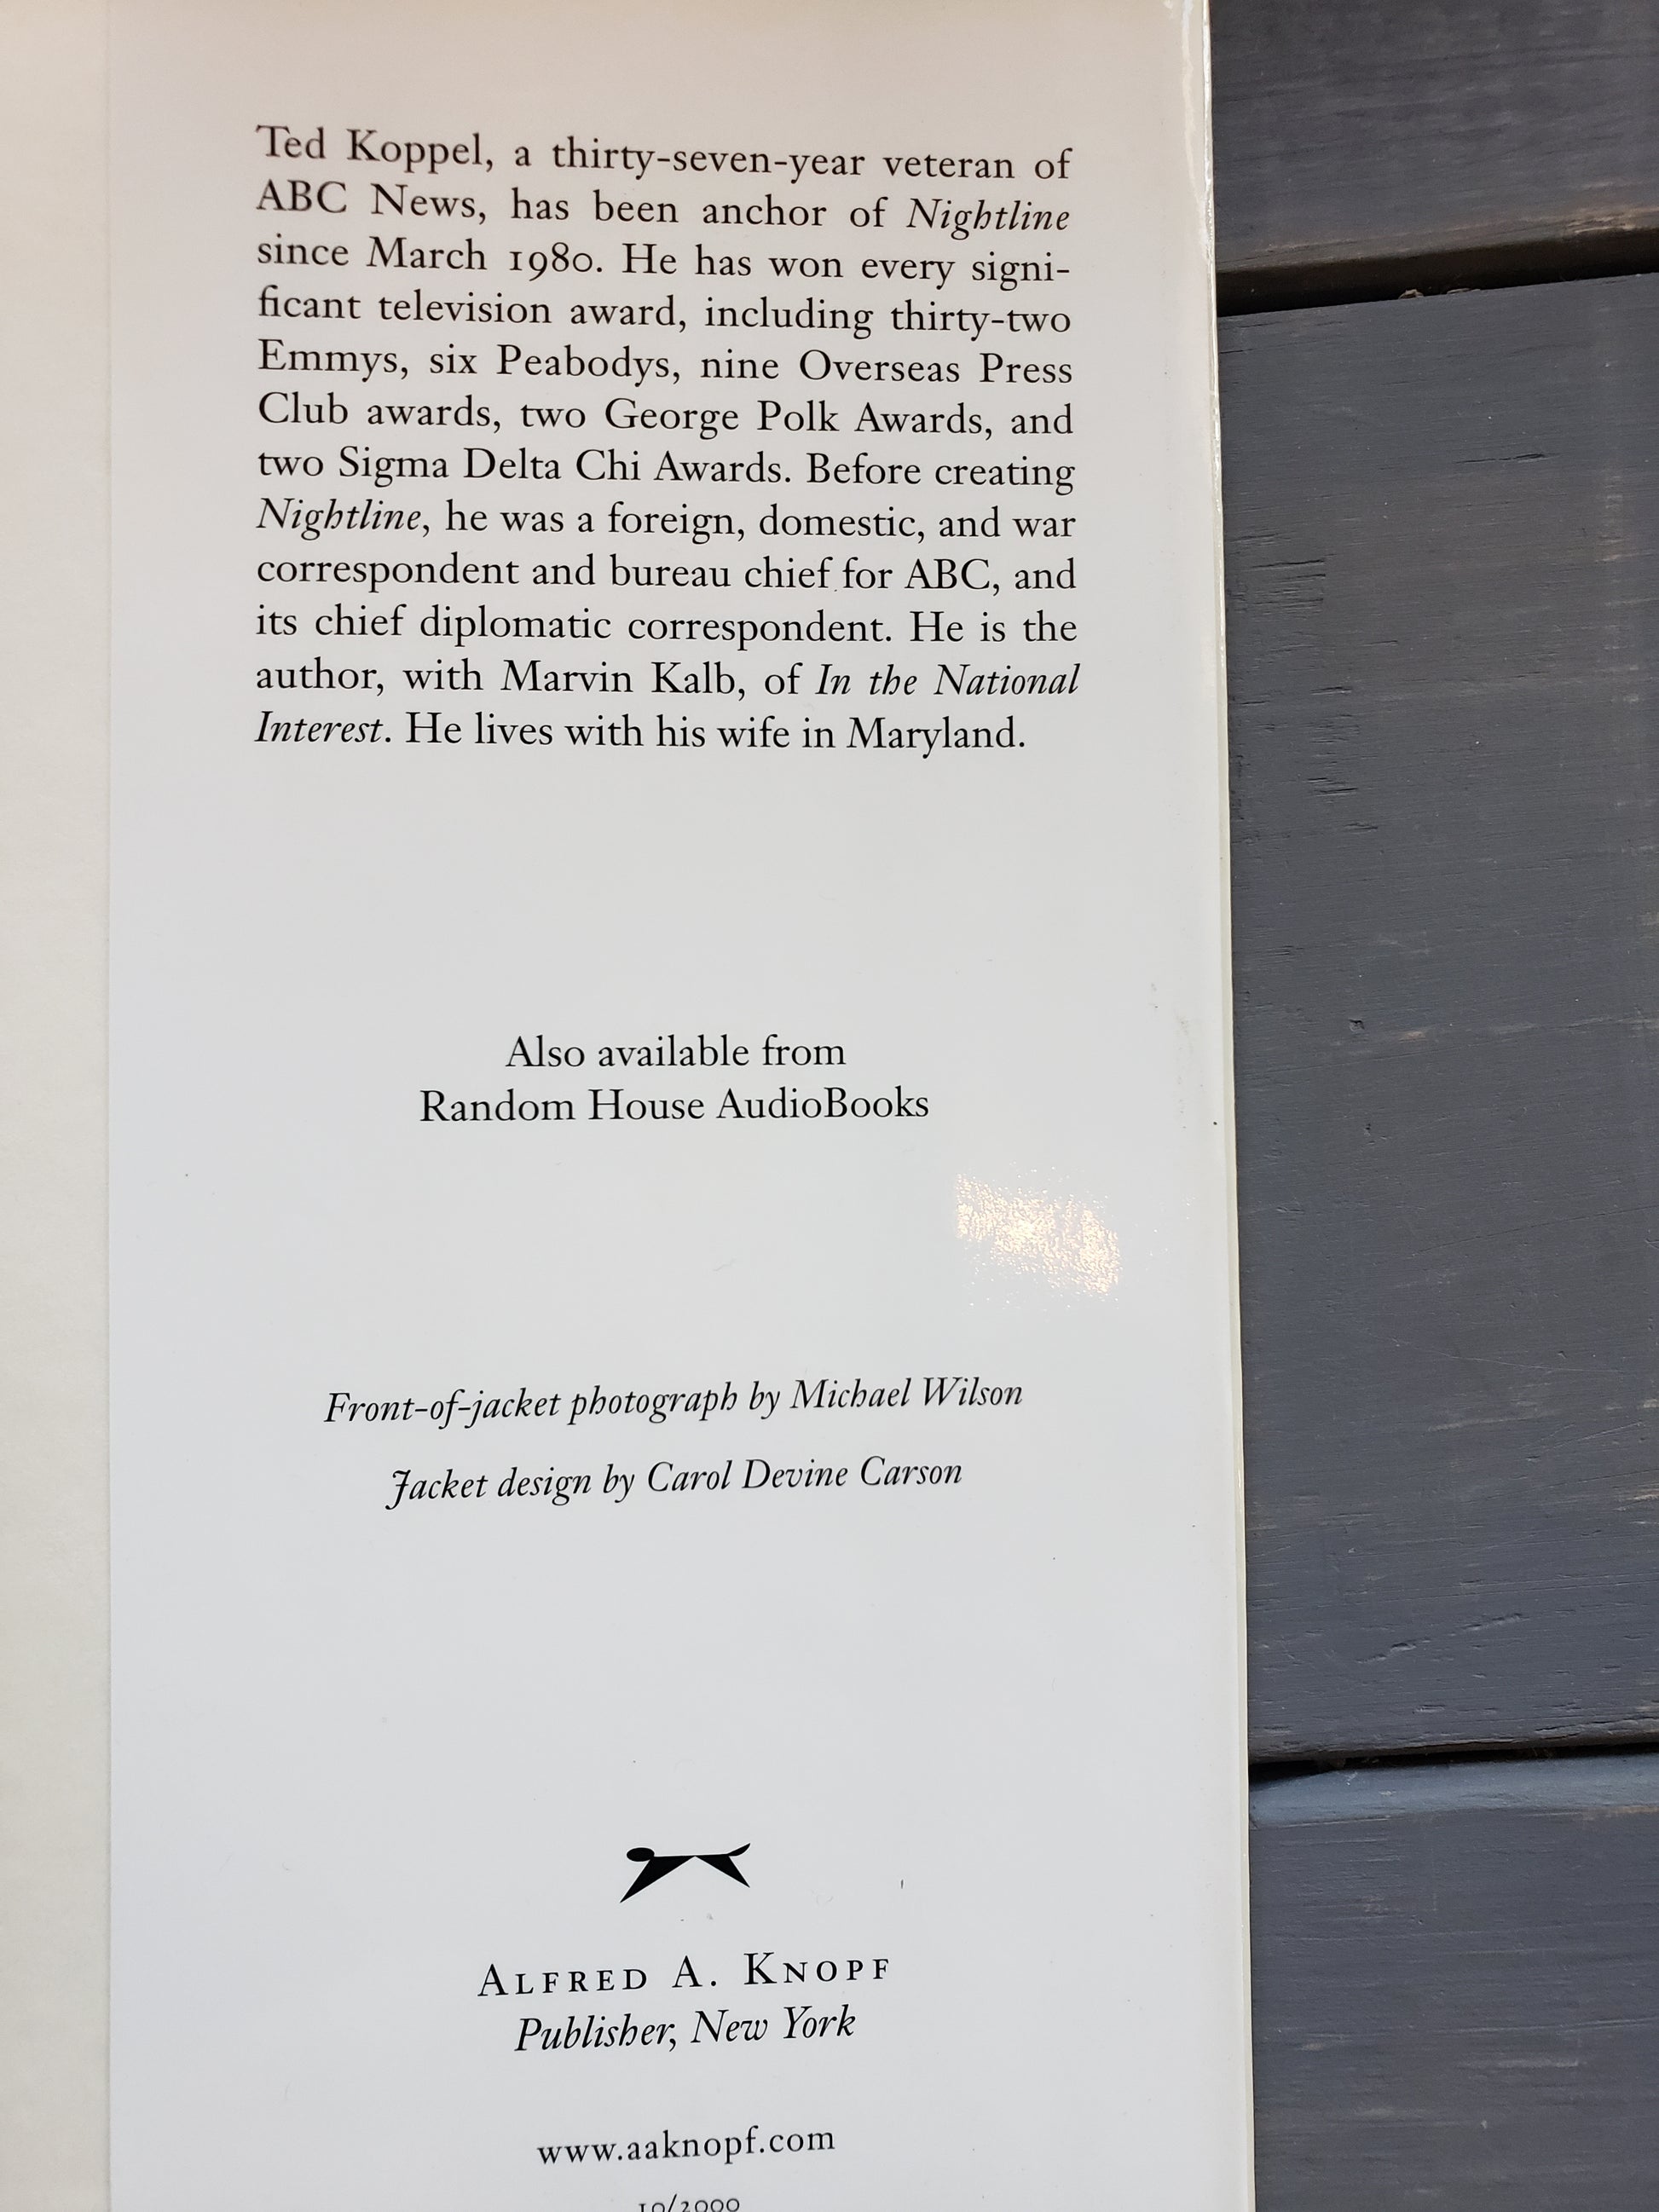 Ted Koppel, a thirty-seven-year veteran of
ABC News, has been anchor of Nightline
since March 1980. He has won every signi-
ficant television award, including thirty-two
Emmys, six Peabodys, nine Overseas Press
Club awards, two George Polk Awards, and
two Sigma Delta Chi Awards. Before creating
Nightline, he was a foreign, domestic, and war
correspondent and bureau chief for ABC, and
its chief diplomatic correspondent. He is the
author, with Marvin Kalb, of In the National
Interest. He lives with his wife in Maryland.
Also available from
Random House AudioBooks
Front-of-jacket photograph by Michael Wilson
Jacket design by Carol Devine Carson
ALFRED A. KNOPF
Publisher, New York
www.aaknopf.com
10/2000